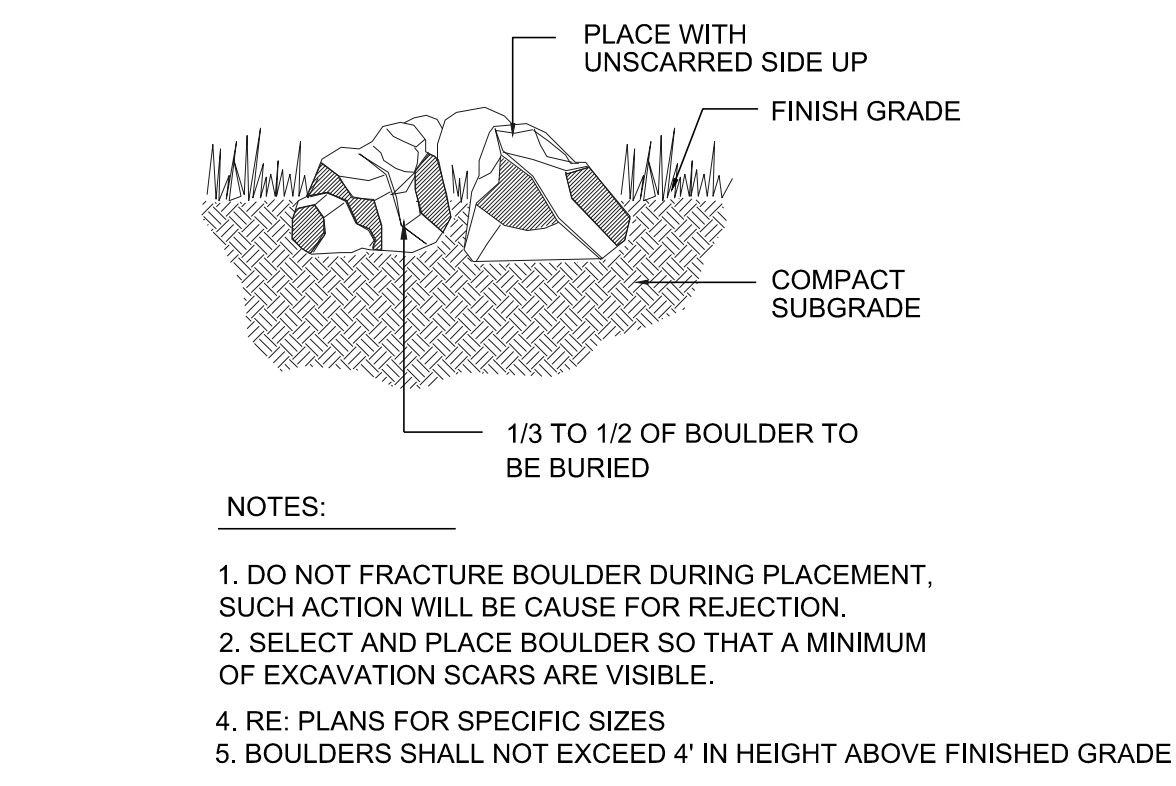 PLACE WITH
UNSCARRED SIDE UP
FINISH GRADE
COMPACT
SUBGRADE
1/3 TO 1/2 OF BOULDER TO
BE BURIED
NOTES:
1. DO NOT FRACTURE BOULDER DURING PLACEMENT,
SUCH ACTION WILL BE CAUSE FOR REJECTION.
2. SELECT AND PLACE BOULDER SO THAT A MINIMUM
OF EXCAVATION SCARS ARE VISIBLE.
4. RE: PLANS FOR SPECIFIC SIZES
5. BOULDERS SHALL NOT EXCEED 4' IN HEIGHT ABOVE FINISHED GRADE